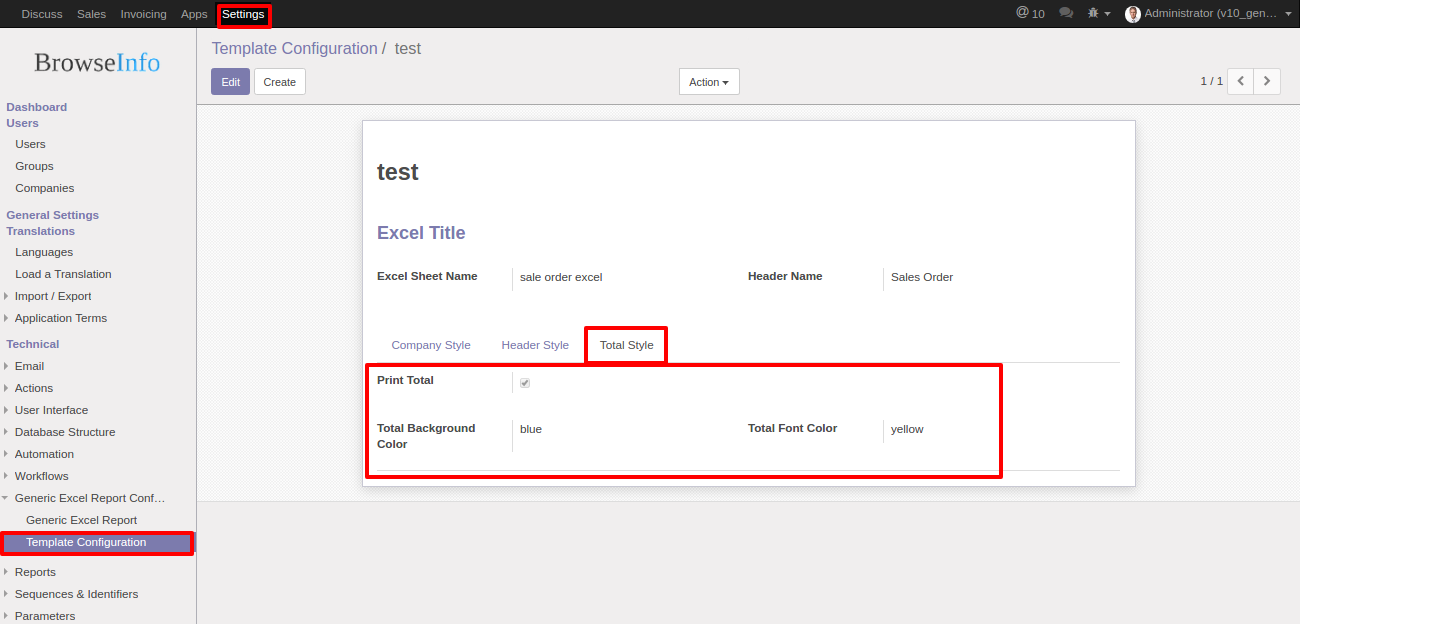 Discuss Sales Invoicing Apps Settings @ 10 Administrator (v10_gen...
BrowseInfo
Template Configuration / test
Edit Create Action 1 / 1
Dashboard
Users
Users
Groups
Companies
General Settings
Translations
Languages
Load a Translation
Import / Export
Application Terms
Technical
Email
Actions
User Interface
Database Structure
Automation
Workflows
Generic Excel Report Conf...
Generic Excel Report
Template Configuration
Reports
Sequences & Identifiers
Parameters
test
Excel Title
Excel Sheet Name sale order excel Header Name Sales Order
Company Style Header Style Total Style
Print Total
Total Background Color blue Total Font Color yellow